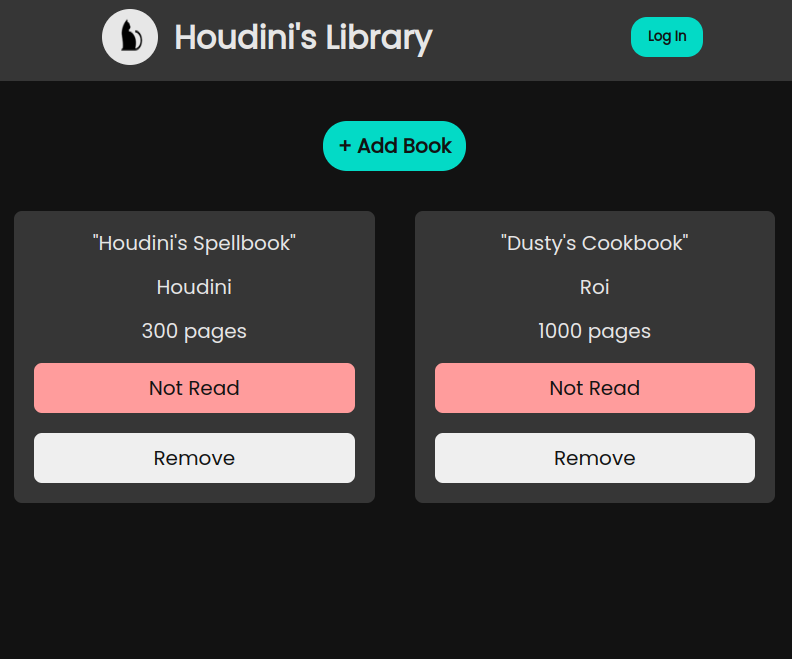 Houdini's Library
Log In
+ Add Book
"Houdini's Spellbook"
Houdini
300 pages
Not Read
Remove
"Dusty's Cookbook"
Roi
1000 pages
Not Read
Remove